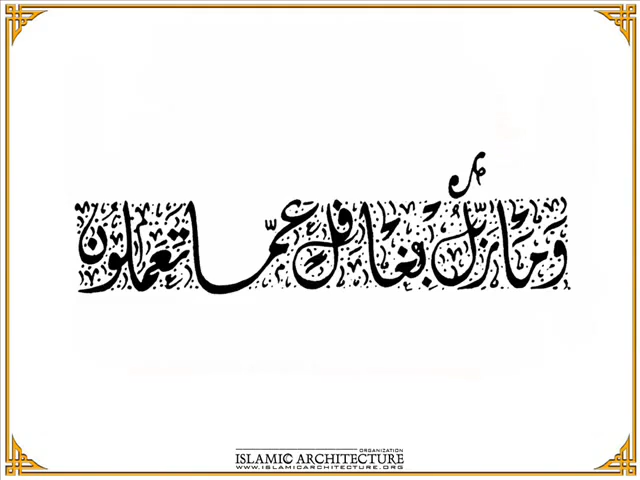 وَمَا رَبُّكَ بِغَافِلٍ عَمَّا تَعْمَلُونَ
ORGANIZATION
ISLAMIC ARCHITECTURE
WWW.ISLAMICARCHITECTURE.ORG